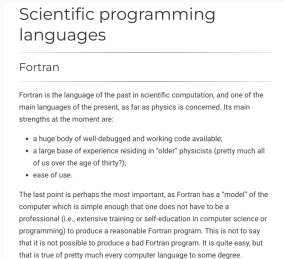 Scientific programming
languages
Fortran
Fortran is the language of the past in scientific computation, and one of the
main languages of the present, as far as physics is concerned. Its main
strengths at the moment are:
• a huge body of well-debugged and working code available;
• a large base of experience residing in "older" physicists (pretty much all
of us over the age of thirty?);
• ease of use.
The last point is perhaps the most important, as Fortran has a "model" of the
computer which is simple enough that one does not have to be a
professional (i.e., extensive training or self-education in computer science or
programming) to produce a reasonable Fortran program. This is not to say
that it is not possible to produce a bad Fortran program. It is quite easy, but
that is true of pretty much every computer language to some degree.